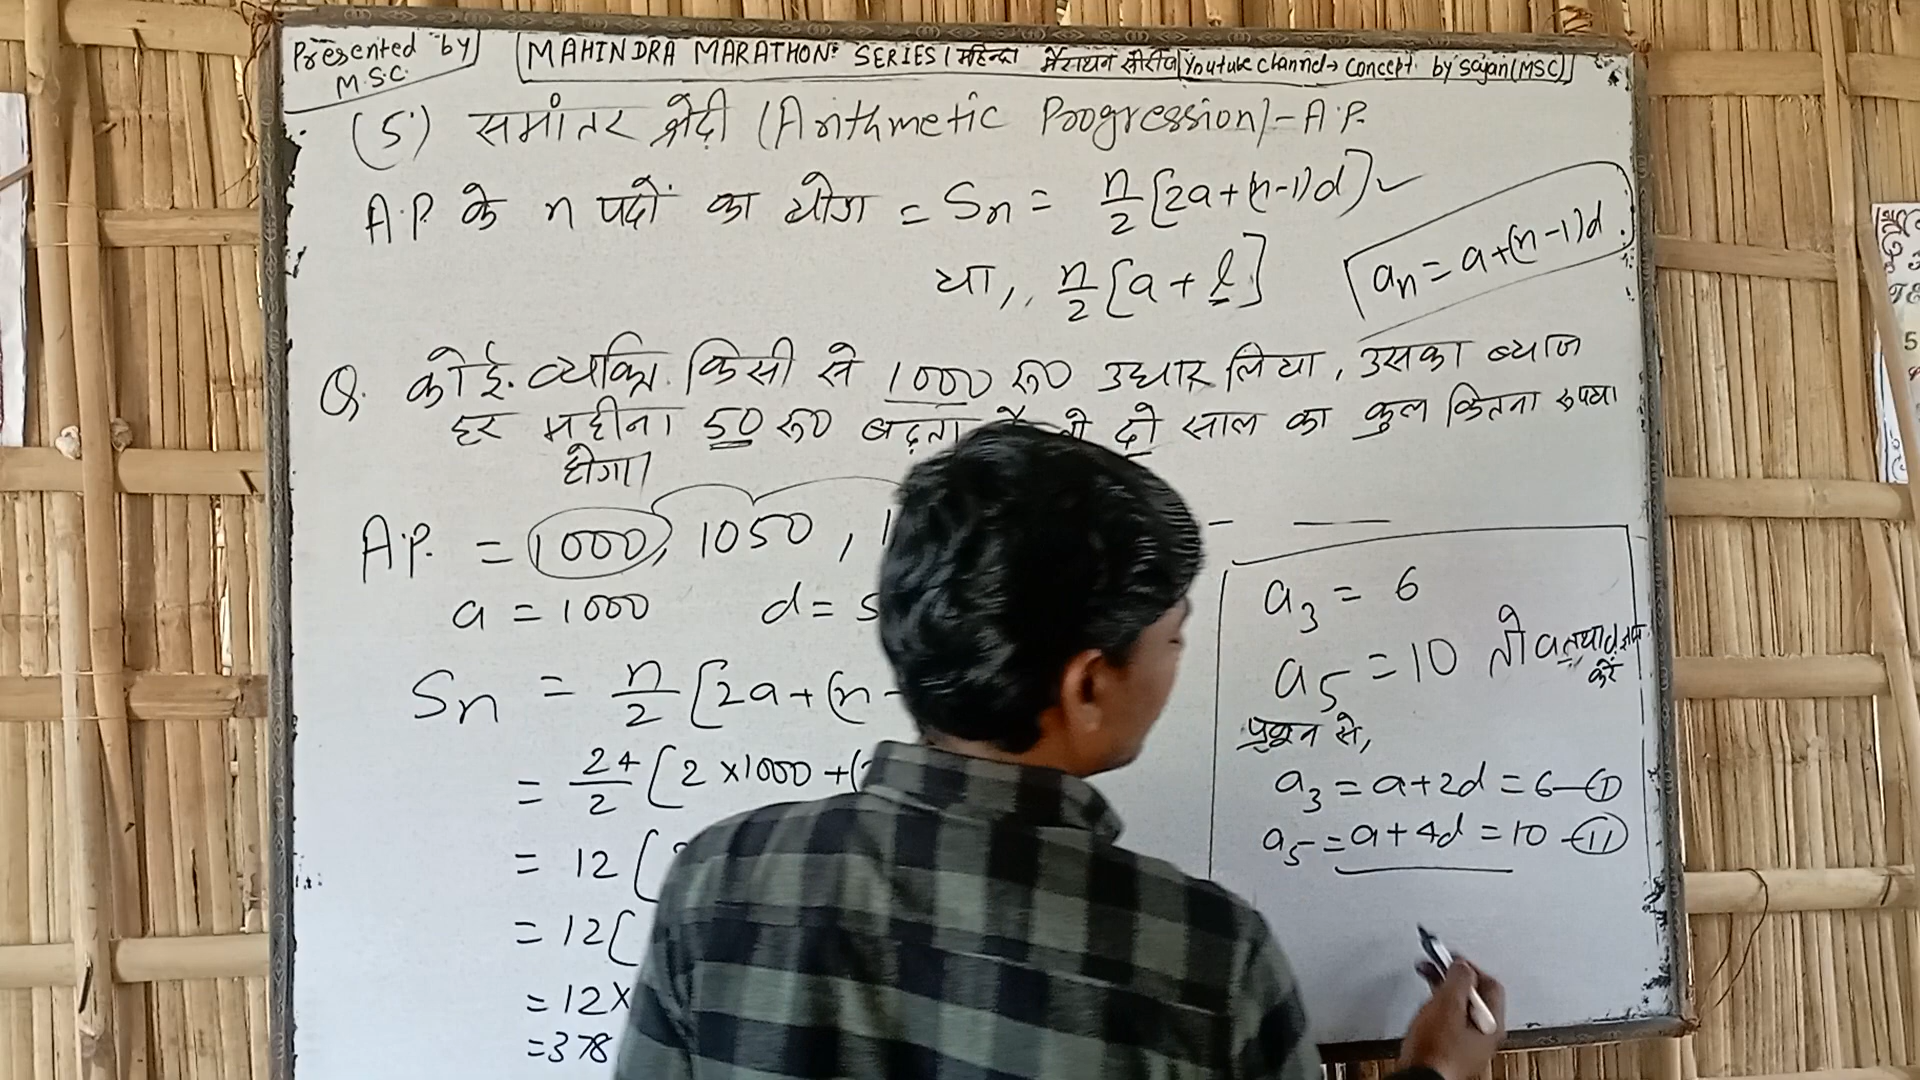 Presented by
M.S.C.
MAHINDRA MARATHON: SERIES / महिन्द्रा मैराथन सीरीज / Youtube channel → Concept by Sajan (MSC)
(5) समांतर श्रेढ़ी (Arithmetic Progression) - A.P.
A.P. के n पदों का योग = Sn = n/2 [2a+(n-1)d] ✓
या, n/2 [a + l]
an = a+(n-1)d
Q. कोई व्यक्ति किसी से 1000 रू0 उधार लिया, उसका ब्याज
हर महीना 50 रू0 बढ़ता तो दो साल का कुल कितना रूपया
होगा।
A.P. = 1000, 1050,
a = 1000 d =
Sn = n/2 [2a+(n-
= 24/2 [2×1000+(
= 12 [
= 12 [
= 12×
= 378
a3 = 6
a5 = 10 तो a तथा d ज्ञात
करें
प्रश्न से,
a3 = a+2d = 6 - (I)
a5 = a+4d = 10 - (II)